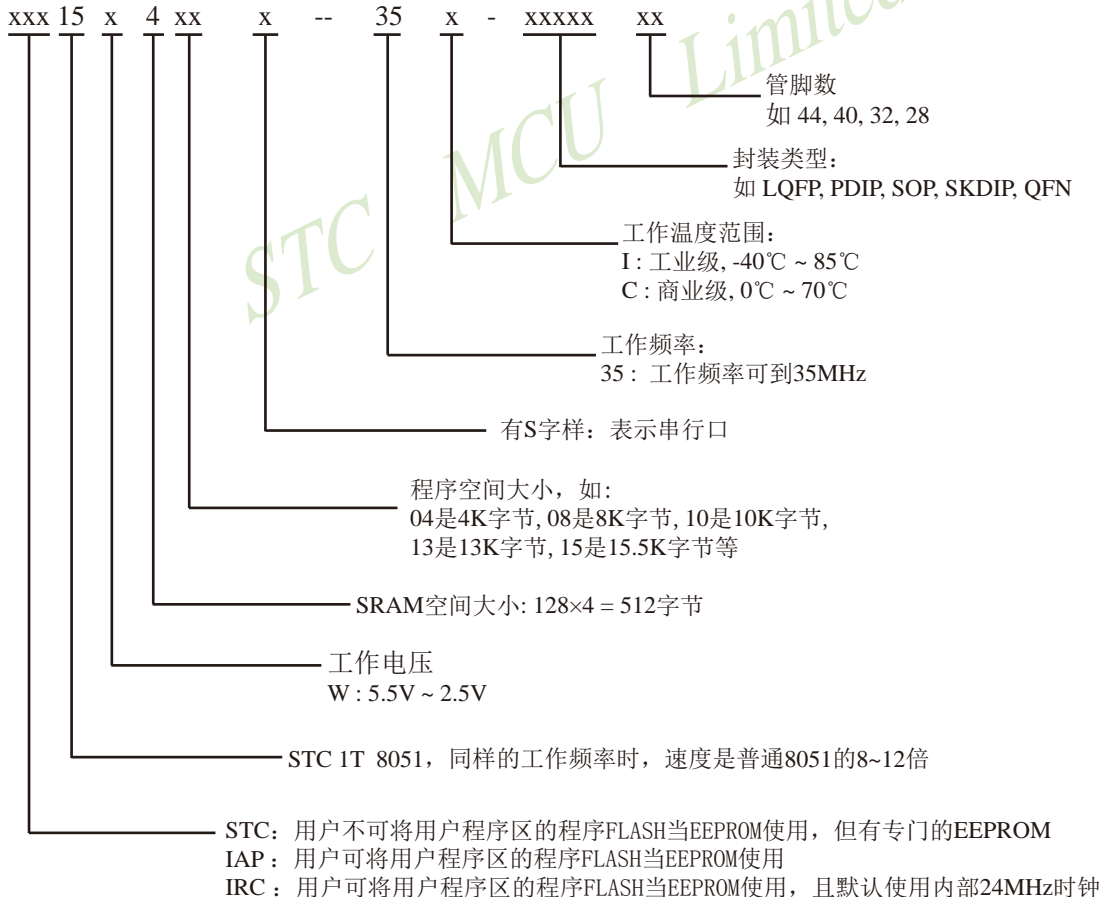 xxx 15 x 4 xx x -- 35 x - xxxxx xx
管脚数
如 44, 40, 32, 28
封装类型：
如 LQFP, PDIP, SOP, SKDIP, QFN
工作温度范围：
I : 工业级, -40℃ ~ 85℃
C : 商业级, 0℃ ~ 70℃
工作频率：
35 : 工作频率可到35MHz
有S字样：表示串行口
程序空间大小，如:
04是4K字节, 08是8K字节, 10是10K字节,
13是13K字节, 15是15.5K字节等
SRAM空间大小: 128×4 = 512字节
工作电压
W : 5.5V ~ 2.5V
STC 1T 8051，同样的工作频率时，速度是普通8051的8~12倍
STC：用户不可将用户程序区的程序FLASH当EEPROM使用，但有专门的EEPROM
IAP：用户可将用户程序区的程序FLASH当EEPROM使用
IRC：用户可将用户程序区的程序FLASH当EEPROM使用，且默认使用内部24MHz时钟
STC MCU Limited